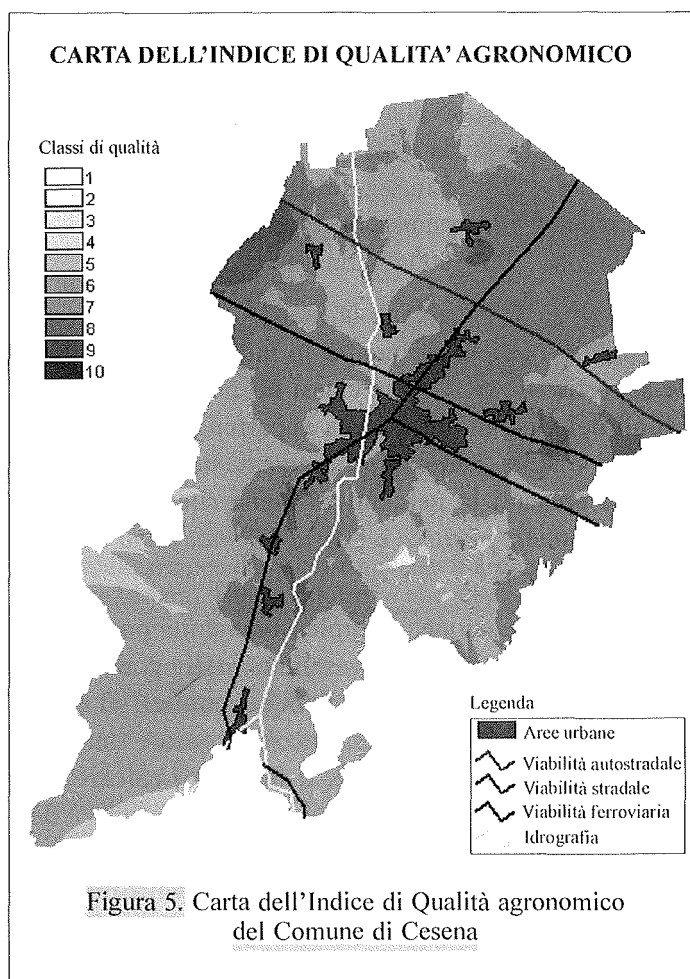 CARTA DELL'INDICE DI QUALITA' AGRONOMICO
Classi di qualità
1
2
3
4
5
6
7
8
9
10
Legenda
Aree urbane
Viabilità autostradale
Viabilità stradale
Viabilità ferroviaria
Idrografia
Figura 5. Carta dell'Indice di Qualità agronomico
del Comune di Cesena